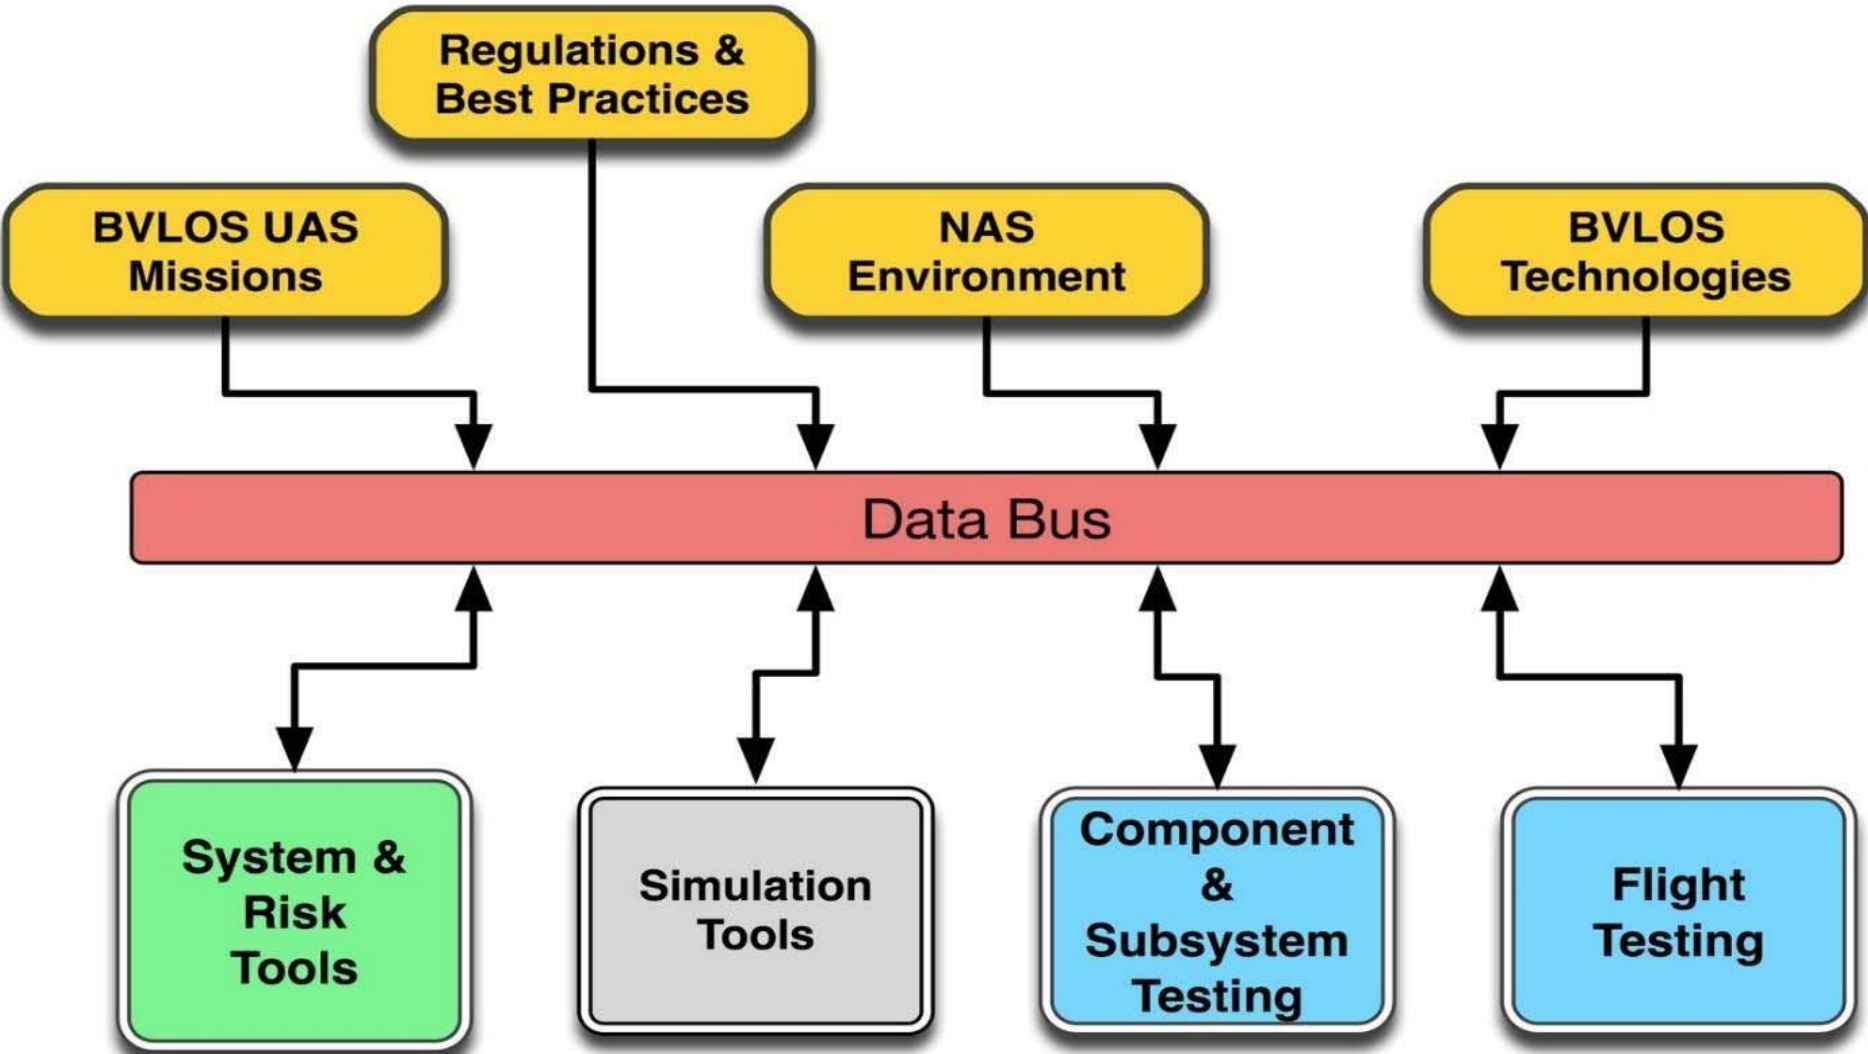 Regulations &
Best Practices
BVLOS UAS
Missions
NAS
Environment
BVLOS
Technologies
Data Bus
System &
Risk
Tools
Simulation
Tools
Component
&
Subsystem
Testing
Flight
Testing